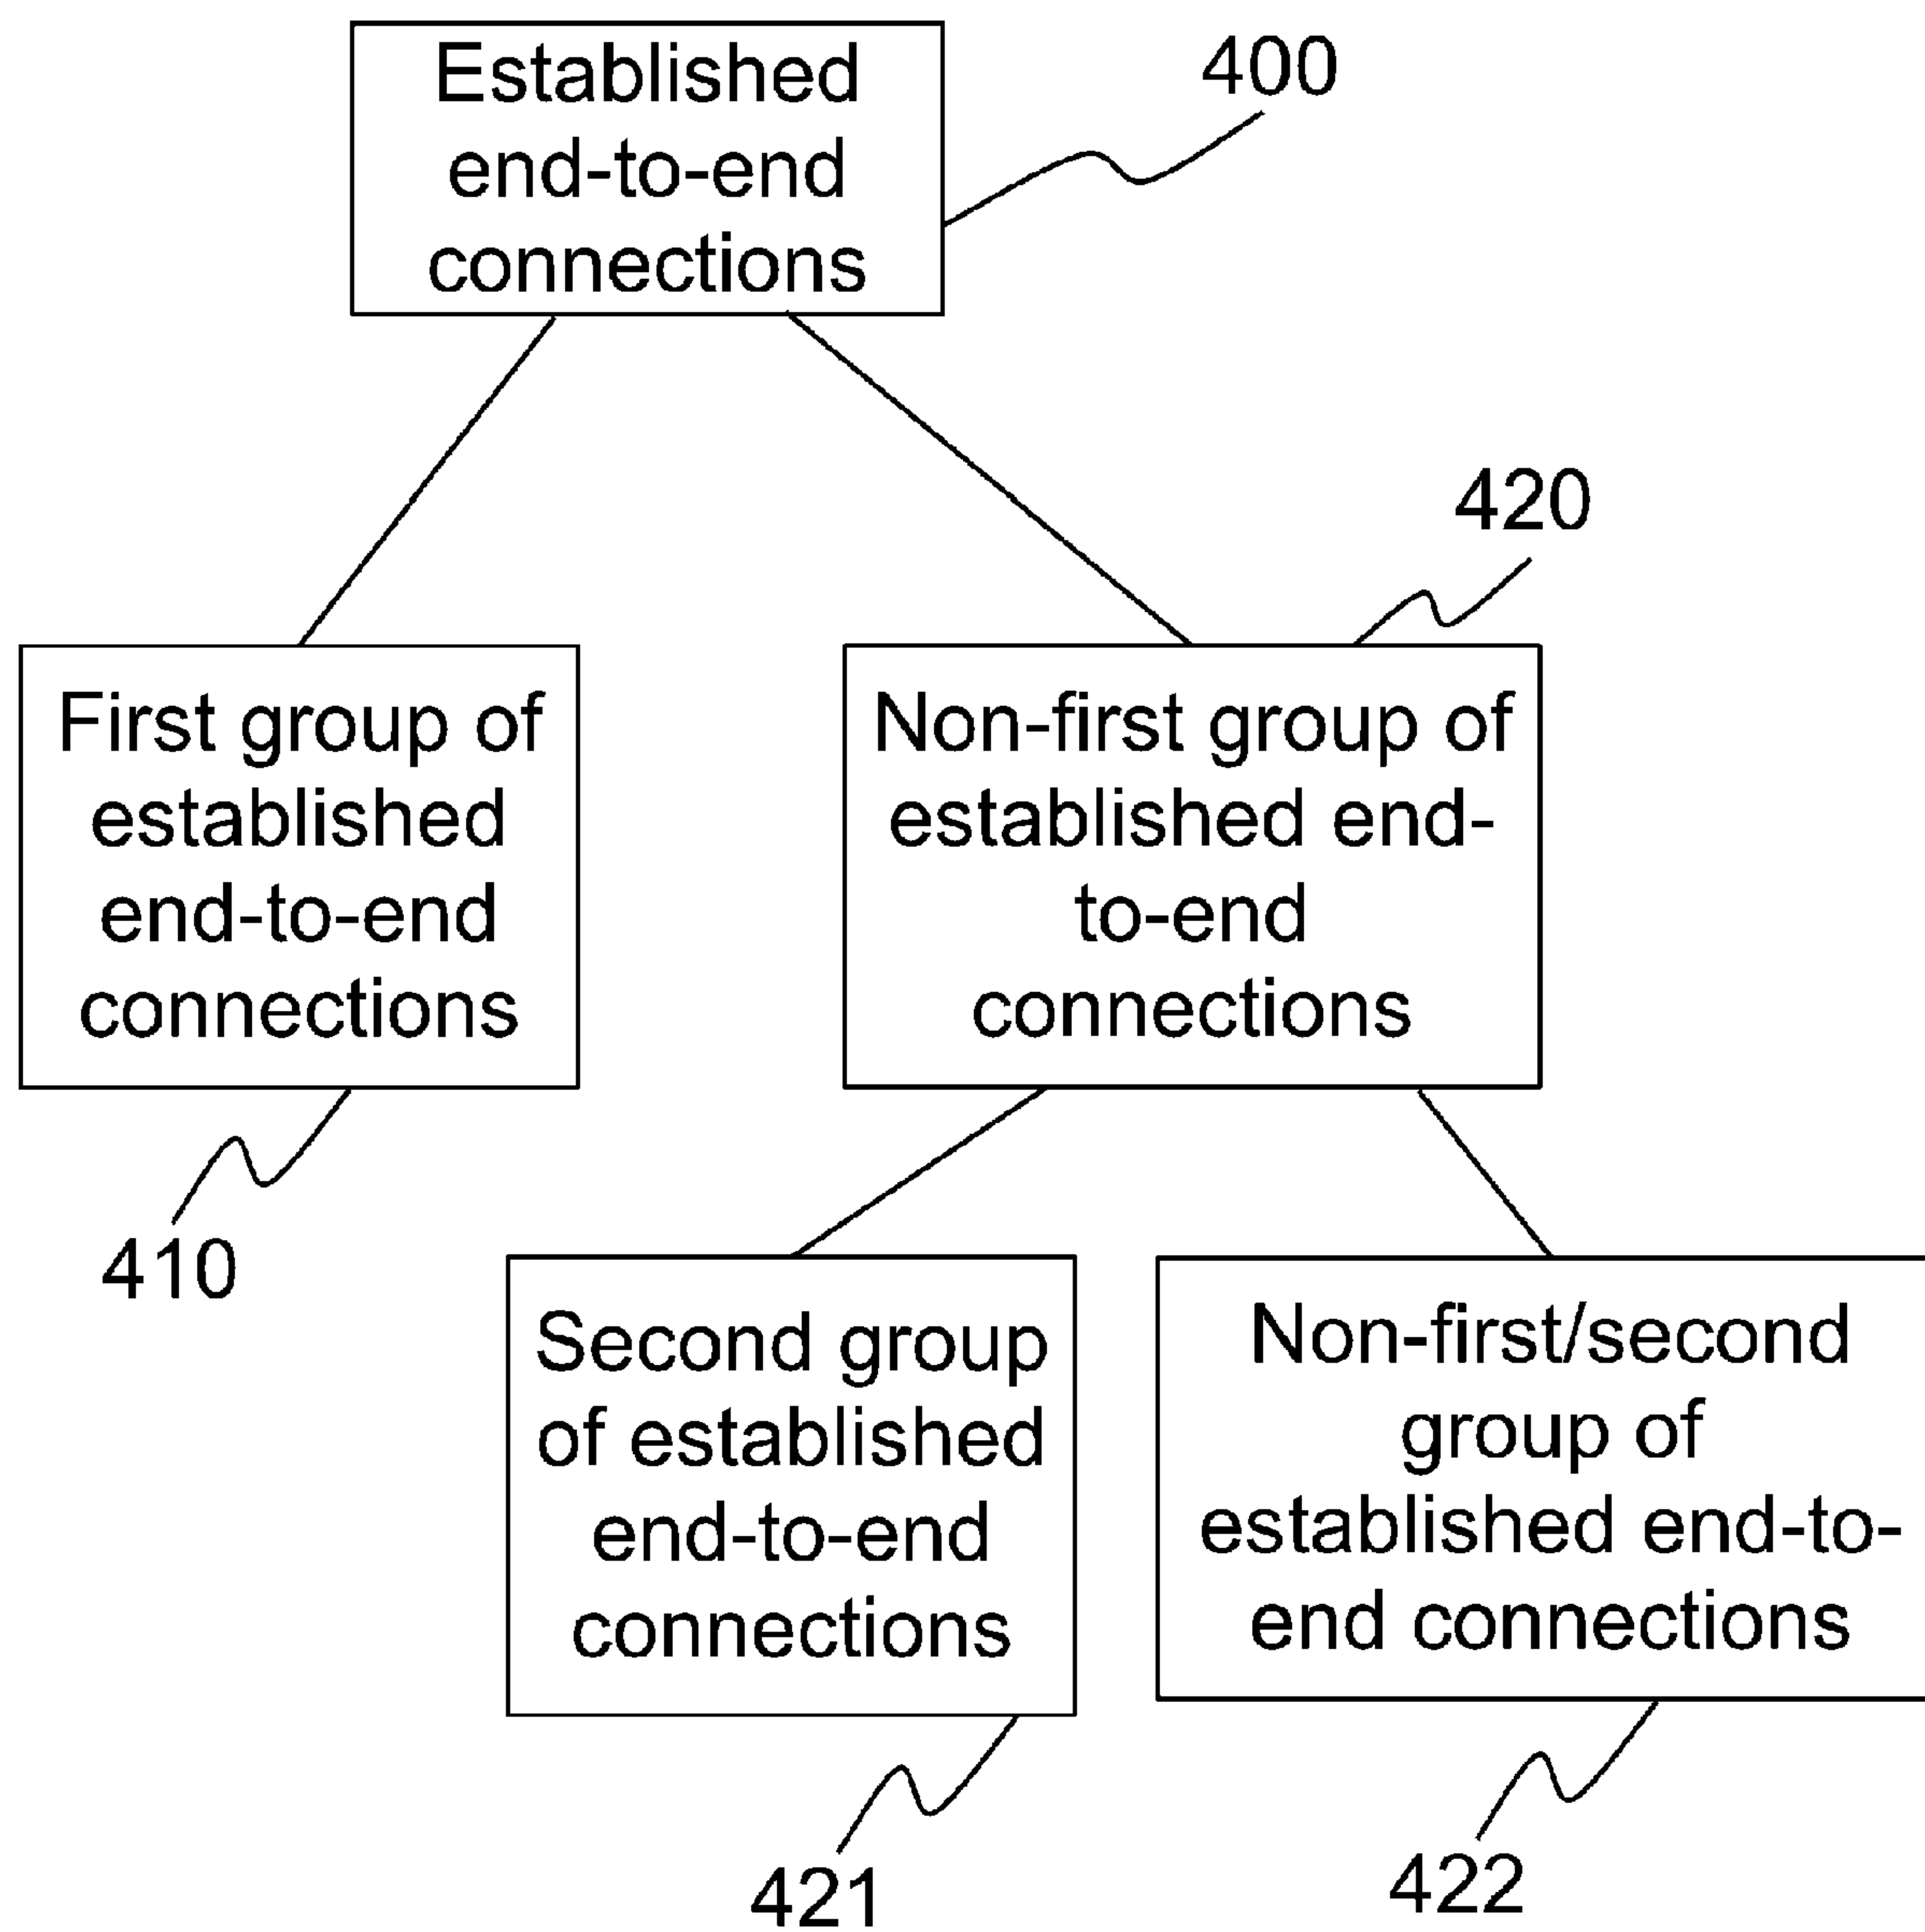 Established
end-to-end
connections
400
420
First group of
established
end-to-end
connections
Non-first group of
established end-
to-end
connections
410
Second group
of established
end-to-end
connections
Non-first/second
group of
established end-to-
end connections
421
422